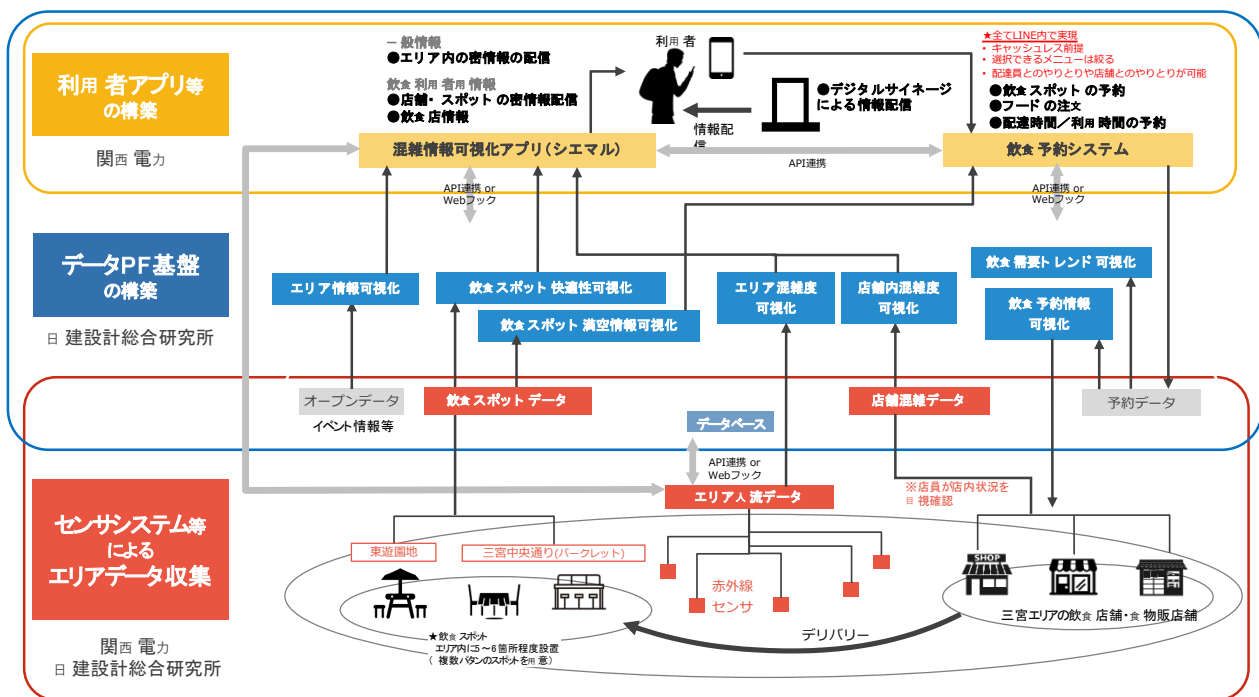 利用者アプリ等
の構築
関西電力
一般情報
●エリア内の密情報の配信
飲食利用者用情報
●店舗・スポットの密情報配信
●飲食店情報
利用者
●デジタルサイネージ
による情報配信
情報配
信
★全てLINE内で実現
・ キャッシュレス前提
・ 選択できるメニューは絞る
・ 配達員とのやりとりや店舗とのやりとりが可能
●飲食スポットの予約
●フードの注文
●配達時間／利用時間の予約
混雑情報可視化アプリ（シエマル）
API連携
飲食予約システム
API連携 or
Webフック
API連携 or
Webフック
データPF基盤
の構築
日建設計総合研究所
エリア情報可視化
飲食スポット快適性可視化
飲食スポット満空情報可視化
エリア混雑度
可視化
店舗内混雑度
可視化
飲食需要トレンド可視化
飲食予約情報
可視化
オープンデータ
イベント情報等
飲食スポットデータ
店舗混雑データ
予約データ
データベース
API連携 or
Webフック
エリア人流データ
※店員が店内状況を
目視確認
センサシステム等
による
エリアデータ収集
関西電力
日建設計総合研究所
東遊園地
三宮中央通り(パークレット)
赤外線
センサ
SHOP
三宮エリアの飲食店舗・食物販店舗
デリバリー
★飲食スポット
エリア内に5～6箇所程度設置
（複数パタンのスポットを用意）